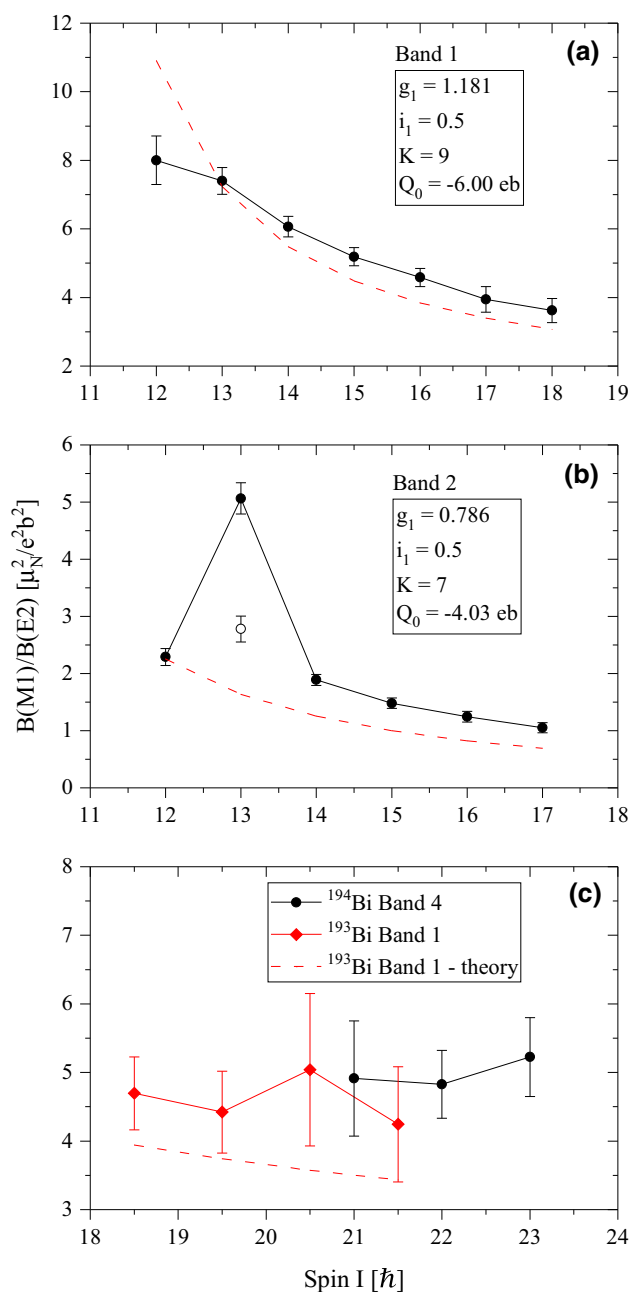 12
10
8
6
4
2
11 12 13 14 15 16 17 18 19
(a)
Band 1
g₁ = 1.181
i₁ = 0.5
K = 9
Q₀ = -6.00 eb
B(M1)/B(E2) [μ²_N/e²b²]
6
5
4
3
2
1
0
11 12 13 14 15 16 17 18
(b)
Band 2
g₁ = 0.786
i₁ = 0.5
K = 7
Q₀ = -4.03 eb
8
7
6
5
4
3
18 19 20 21 22 23 24
(c)
¹⁹⁴Bi Band 4
¹⁹³Bi Band 1
¹⁹³Bi Band 1 - theory
Spin I [ℏ]